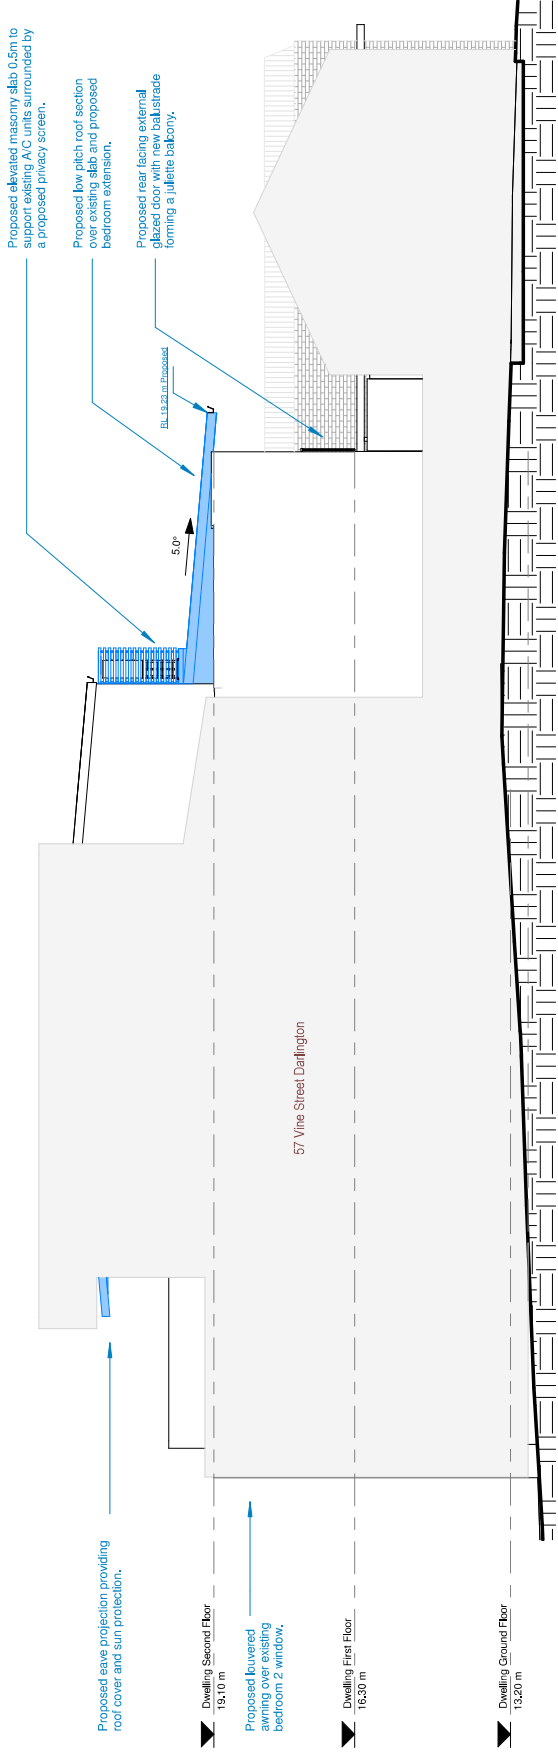 Proposed elevated masonry slab 0.5m to
support existing A/C units surrounded by
a proposed privacy screen.
Proposed low pitch roof section
over existing slab and proposed
bedroom extension.
Proposed rear facing external
glazed door with new balustrade
forming a juliette balcony.
RL 19.23 m Proposed
5.0°
57 Vine Street Darlington
Proposed eave projection providing
roof cover and sun protection.
Dwelling Second Floor
19.10 m
Proposed louvered
awning over existing
bedroom 2 window.
Dwelling First Floor
16.30 m
Dwelling Ground Floor
13.20 m